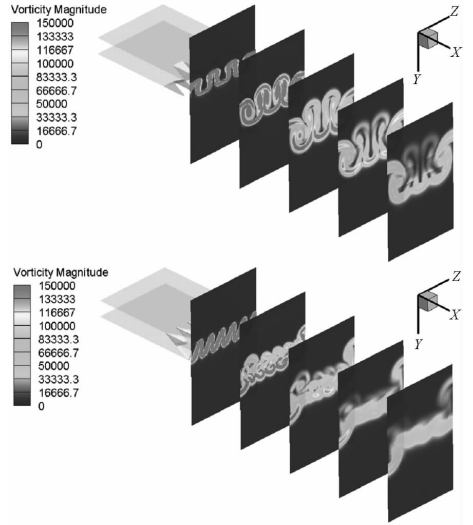 Vorticity Magnitude
150000
133333
116667
100000
83333.3
66666.7
50000
33333.3
16666.7
0
Z
X
Y
Vorticity Magnitude
150000
133333
116667
100000
83333.3
66666.7
50000
33333.3
16666.7
0
Z
X
Y